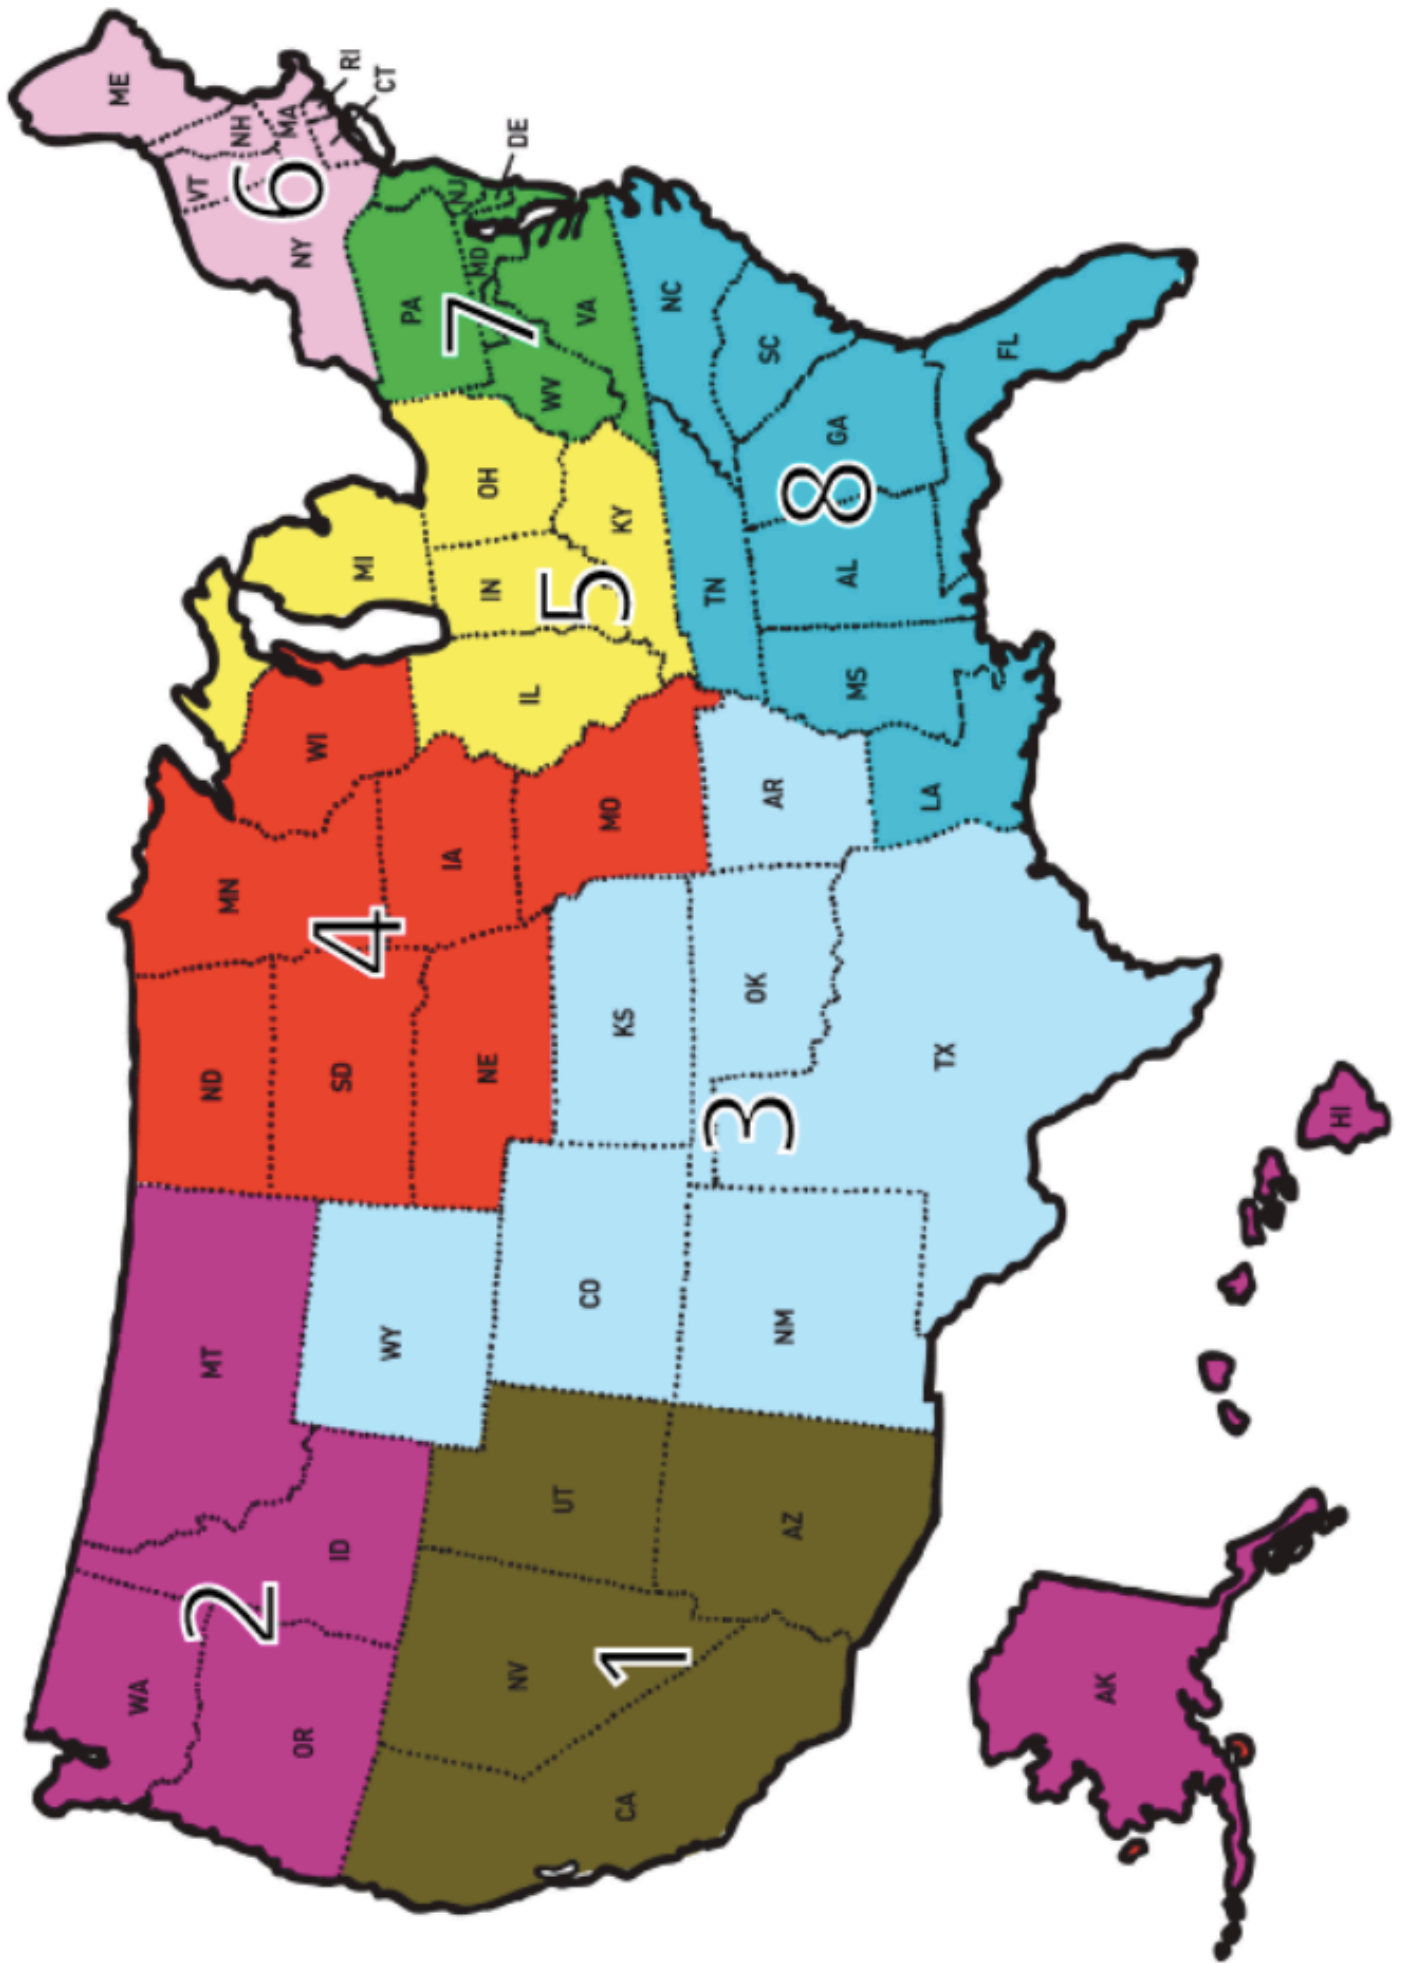 WA
OR
ID
MT
2
AK
HI
CA
NV
UT
AZ
1
WY
CO
NM
KS
OK
TX
AR
3
ND
SD
NE
MN
IA
MO
WI
4
MI
IL
IN
OH
KY
5
ME
NH
VT
MA
RI
CT
NY
6
PA
NJ
DE
MD
WV
VA
7
NC
SC
TN
GA
AL
MS
LA
FL
8